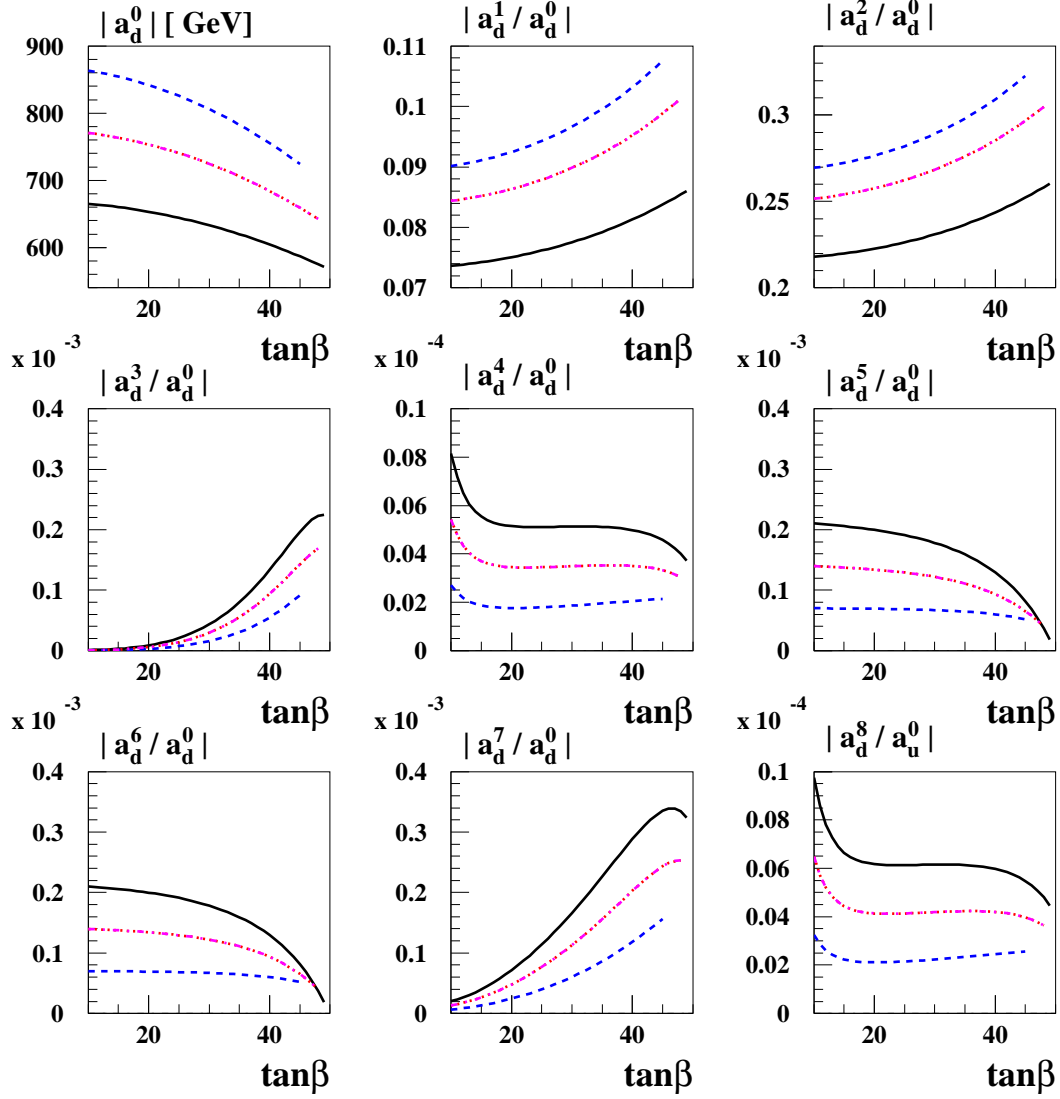 | a_d^0 | [ GeV]
| a_d^1 / a_d^0 |
| a_d^2 / a_d^0 |
900
800
700
600
20
40
tanβ
0.11
0.1
0.09
0.08
0.07
20
40
tanβ
0.3
0.25
0.2
20
40
tanβ
x 10^-3
| a_d^3 / a_d^0 |
0.4
0.3
0.2
0.1
0
20
40
tanβ
x 10^-4
| a_d^4 / a_d^0 |
0.1
0.08
0.06
0.04
0.02
0
20
40
tanβ
x 10^-3
| a_d^5 / a_d^0 |
0.4
0.3
0.2
0.1
0
20
40
tanβ
x 10^-3
| a_d^6 / a_d^0 |
0.4
0.3
0.2
0.1
0
20
40
tanβ
x 10^-3
| a_d^7 / a_d^0 |
0.4
0.3
0.2
0.1
0
20
40
tanβ
x 10^-4
| a_d^8 / a_u^0 |
0.1
0.08
0.06
0.04
0.02
0
20
40
tanβ